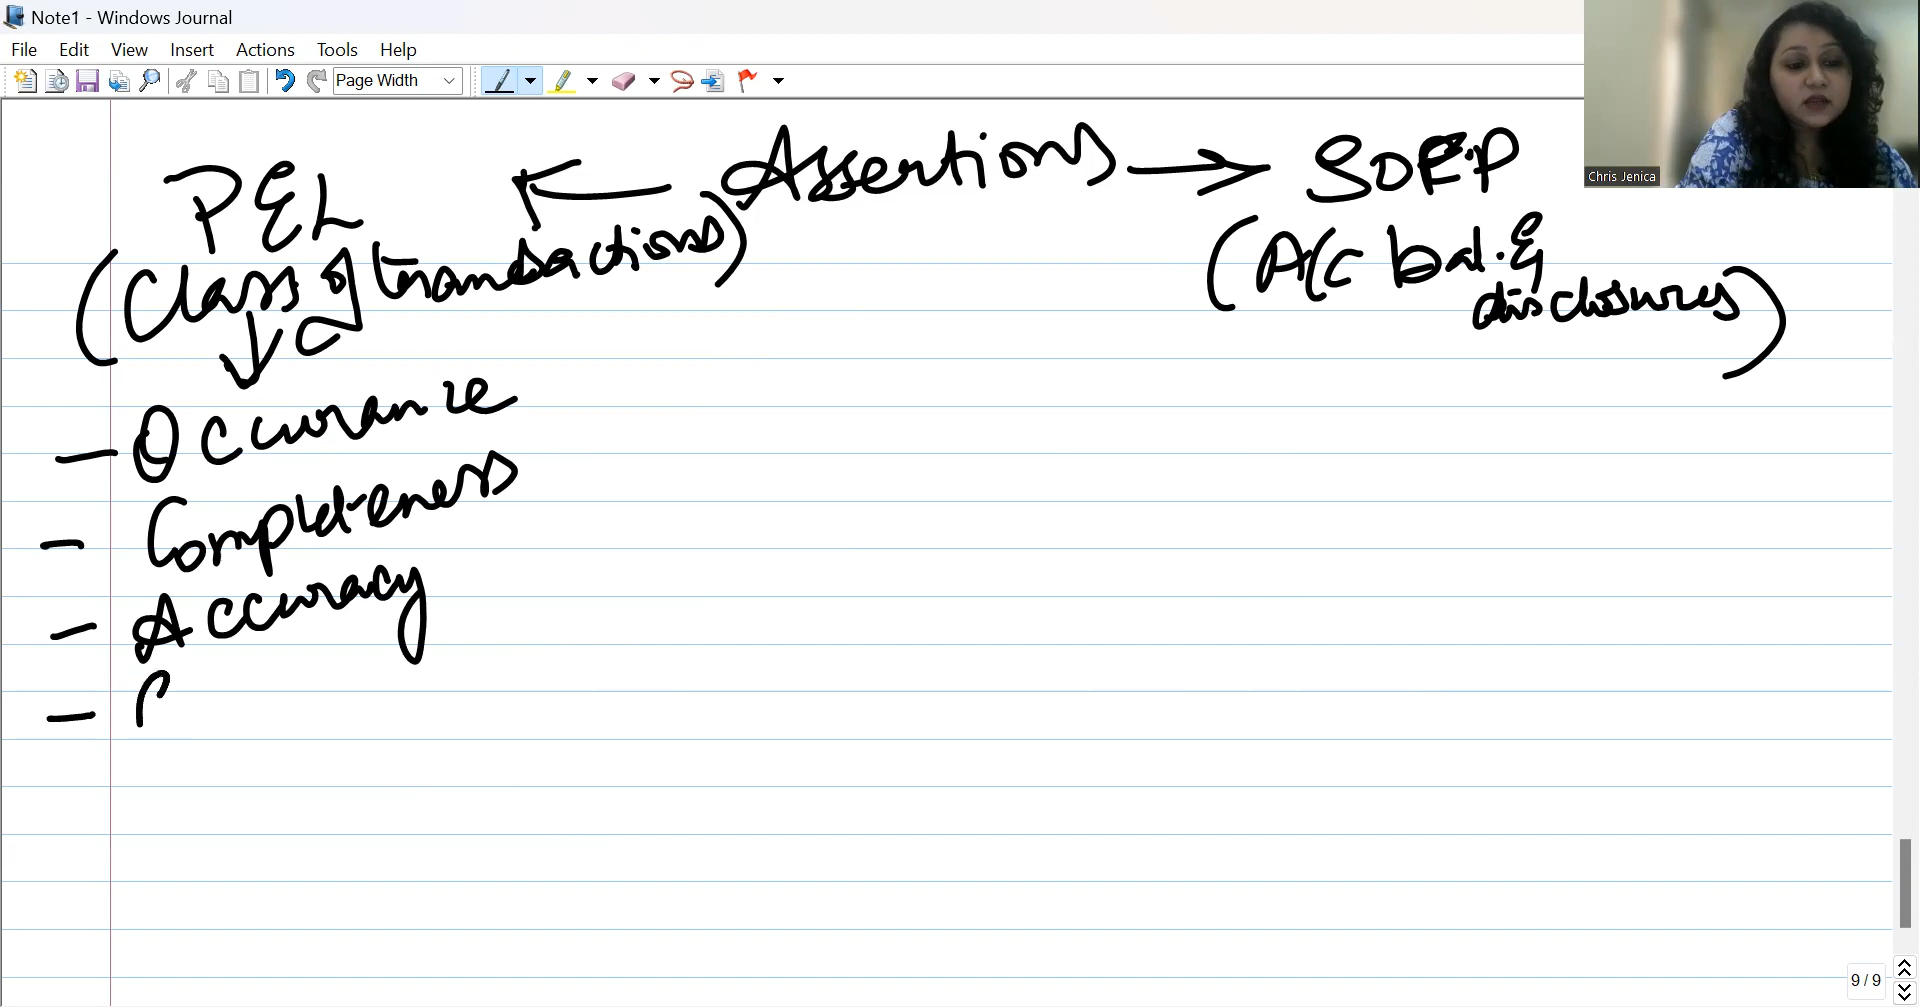 Note1 - Windows Journal
File Edit View Insert Actions Tools Help
Page Width
Chris Jenica
P&L ← Assertions → SOFP
(Class of transactions)
(A/c bal. & disclosures)
- Occurance
- Completeness
- Accuracy
- C
9 / 9